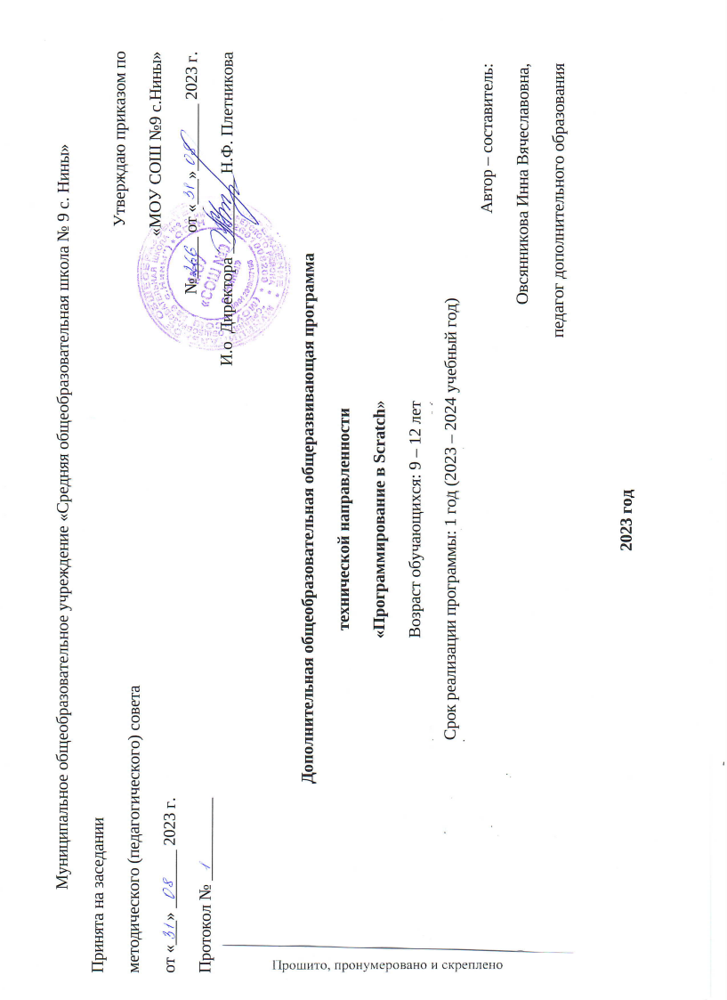 Муниципальное общеобразовательное учреждение «Средняя общеобразовательная школа № 9 с. Нины»
Принята на заседании
методического (педагогического) совета
от «31» 08 2023 г.
Протокол № 1
Утверждаю приказом по
«МОУ СОШ №9 с.Нины»
№ 266 от «31» 08 2023 г.
И.о Директора Н.Ф. Плетникова
«СОШ №9
Дополнительная общеобразовательная общеразвивающая программа
технической направленности
«Программирование в Scratch»
Возраст обучающихся: 9 – 12 лет
Срок реализации программы: 1 год (2023 – 2024 учебный год)
Автор – составитель:
Овсянникова Инна Вячеславовна,
педагог дополнительного образования
2023 год
Прошито, пронумеровано и скреплено